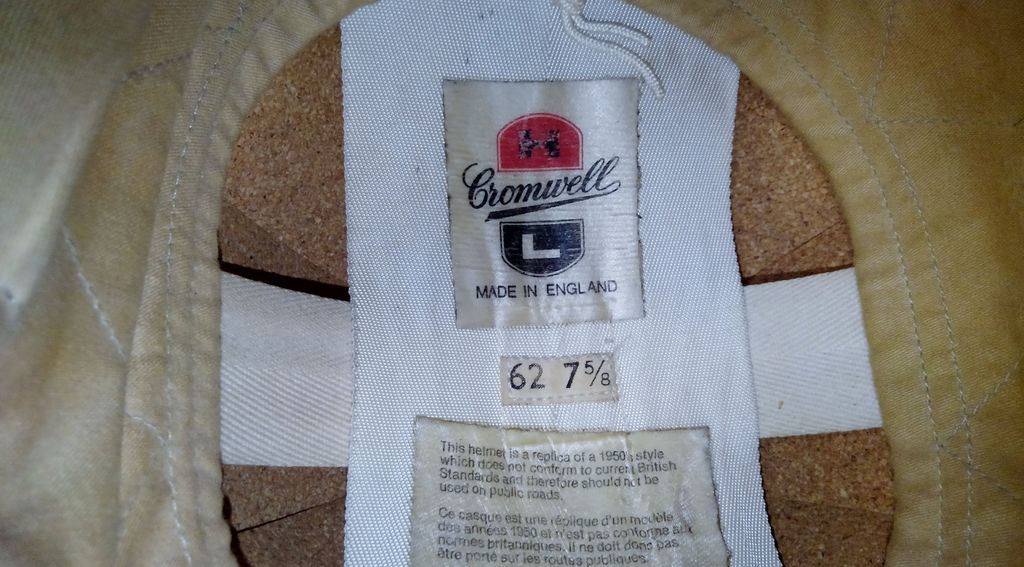 H
Cromwell
L
MADE IN ENGLAND
62 7 5/8
This helmet is a replica of a 1950's style
which does not conform to current British
Standards and therefore should not be
used on public roads.
Ce casque est une réplique d'un modèle
des années 1950 et n'est pas conforme aux
normes britanniques. Il ne doit donc pas
être porté sur les routes publiques.